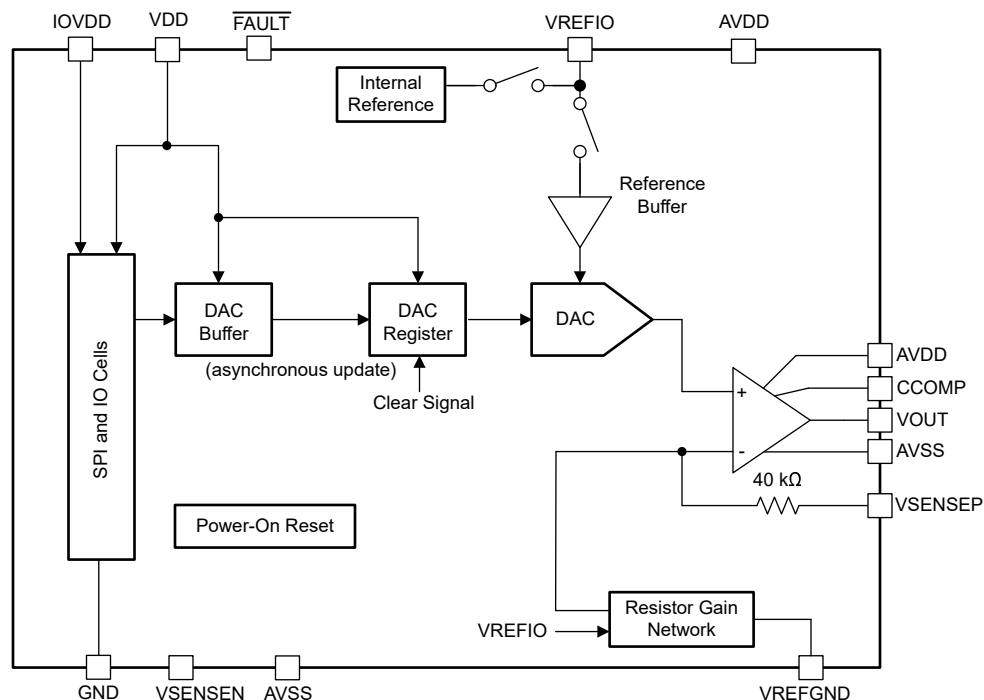 IOVDD
VDD
FAULT
VREFIO
AVDD
Internal
Reference
Reference
Buffer
SPI and IO Cells
DAC
Buffer
DAC
Register
DAC
(asynchronous update)
Clear Signal
+
-
AVDD
CCOMP
VOUT
AVSS
40 kΩ
VSENSEP
Power-On Reset
VREFIO
Resistor Gain
Network
GND
VSENSEN
AVSS
VREFGND